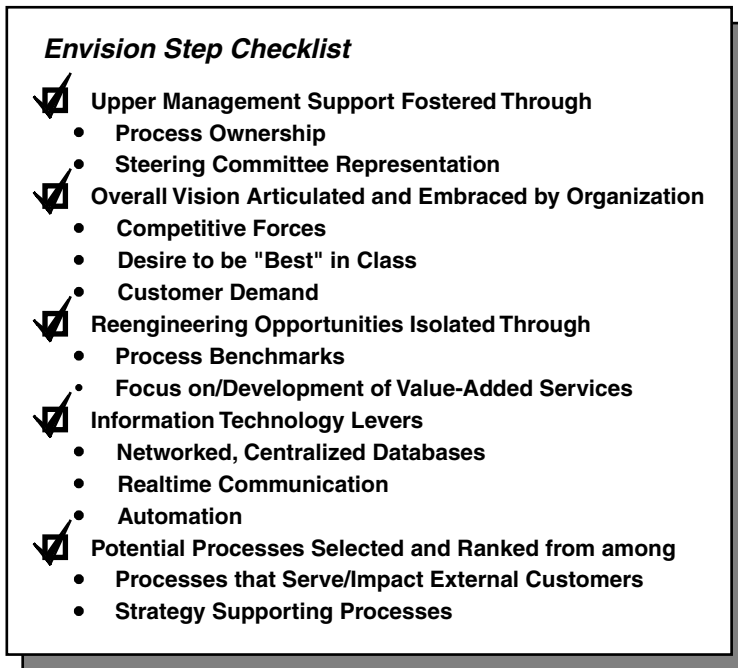 Envision Step Checklist
Upper Management Support Fostered Through
• Process Ownership
• Steering Committee Representation
Overall Vision Articulated and Embraced by Organization
• Competitive Forces
• Desire to be "Best" in Class
• Customer Demand
Reengineering Opportunities Isolated Through
• Process Benchmarks
• Focus on/Development of Value-Added Services
Information Technology Levers
• Networked, Centralized Databases
• Realtime Communication
• Automation
Potential Processes Selected and Ranked from among
• Processes that Serve/Impact External Customers
• Strategy Supporting Processes